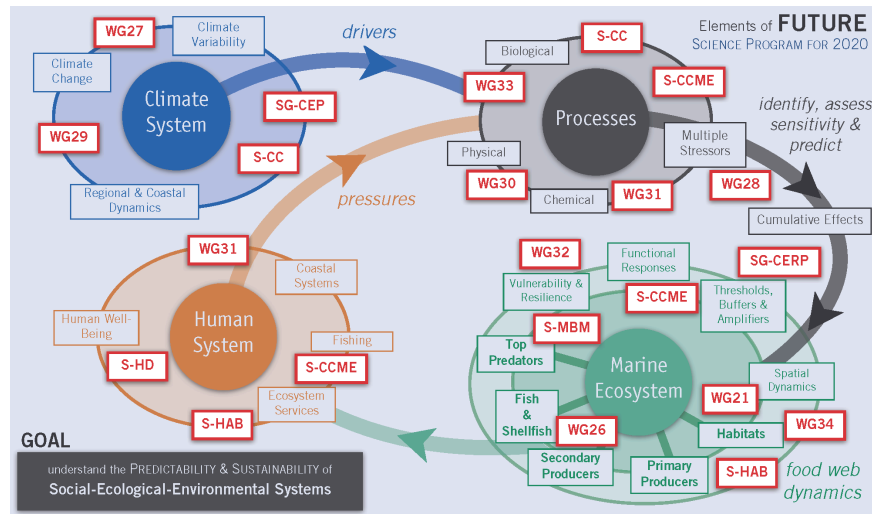 Elements of FUTURE
SCIENCE PROGRAM FOR 2020
WG27
Climate
Variability
Climate
Change
Climate
System
SG-CEP
WG29
S-CC
Regional & Coastal
Dynamics
drivers
pressures
S-CC
Biological
WG33
S-CCME
Processes
Multiple
Stressors
Physical
WG30
Chemical
WG31
WG28
identify, assess
sensitivity &
predict
Cumulative Effects
WG31
Coastal
Systems
Human Well-
Being
Human
System
Fishing
S-HD
S-CCME
Ecosystem
Services
S-HAB
WG32
Functional
Responses
SG-CERP
Vulnerability &
Resilience
S-CCME
Thresholds,
Buffers &
Amplifiers
S-MBM
Top
Predators
Marine
Ecosystem
Spatial
Dynamics
Fish
&
Shellfish
WG21
WG26
Habitats
WG34
Secondary
Producers
Primary
Producers
S-HAB
food web
dynamics
GOAL
understand the PREDICTABILITY & SUSTAINABILITY of
Social-Ecological-Environmental Systems